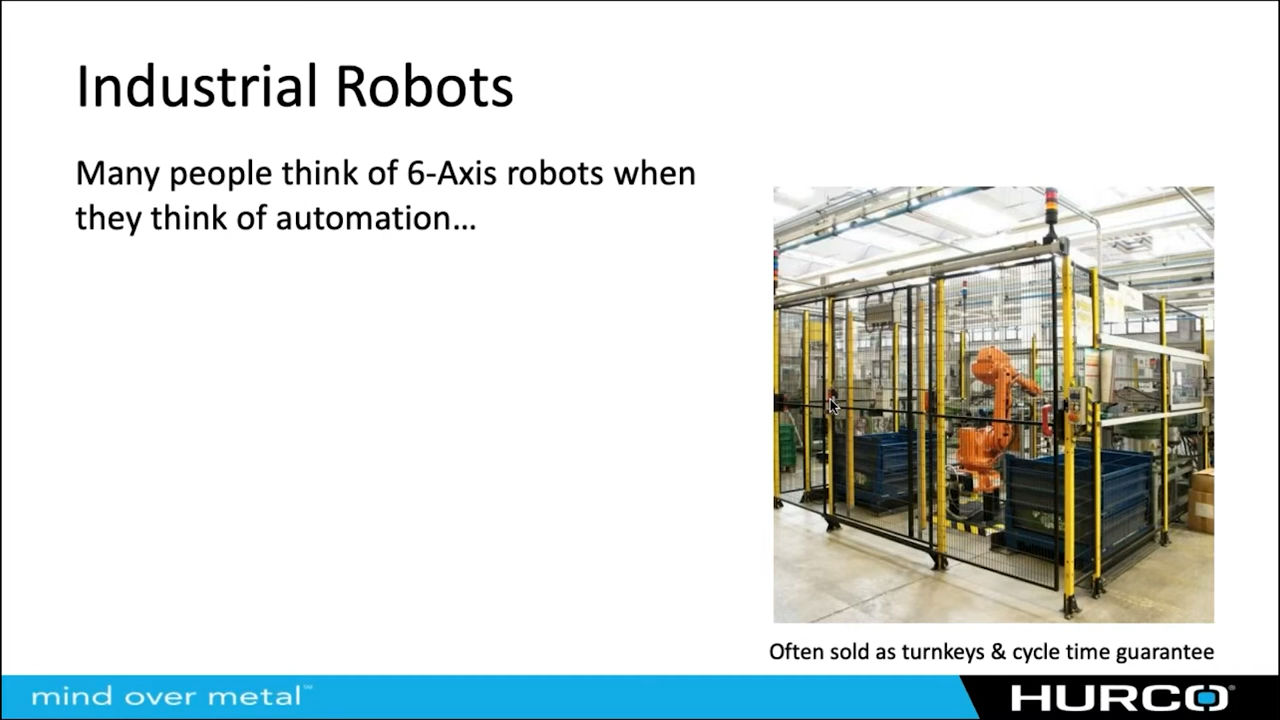 Industrial Robots
Many people think of 6-Axis robots when
they think of automation...
Often sold as turnkeys & cycle time guarantee
mind over metal™
HURCO®